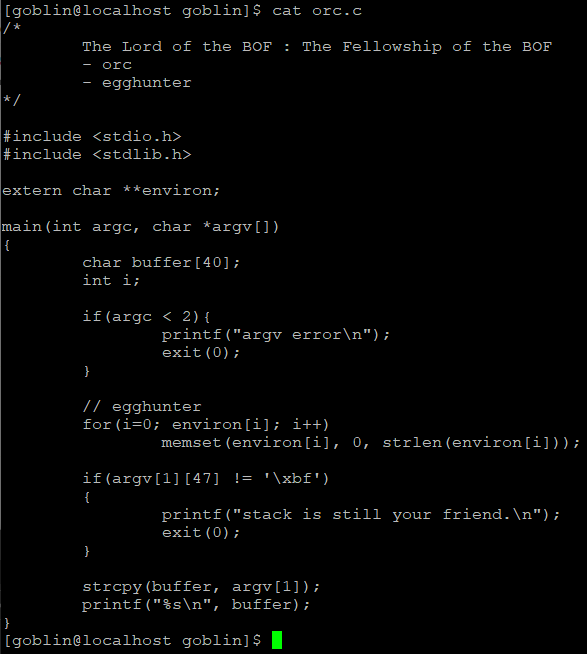 [goblin@localhost goblin]$ cat orc.c
/*
        The Lord of the BOF : The Fellowship of the BOF
        - orc
        - egghunter
*/

#include <stdio.h>
#include <stdlib.h>

extern char **environ;

main(int argc, char *argv[])
{
        char buffer[40];
        int i;

        if(argc < 2){
                printf("argv error\n");
                exit(0);
        }

        // egghunter
        for(i=0; environ[i]; i++)
                memset(environ[i], 0, strlen(environ[i]));

        if(argv[1][47] != '\xbf')
        {
                printf("stack is still your friend.\n");
                exit(0);
        }

        strcpy(buffer, argv[1]);
        printf("%s\n", buffer);
}
[goblin@localhost goblin]$